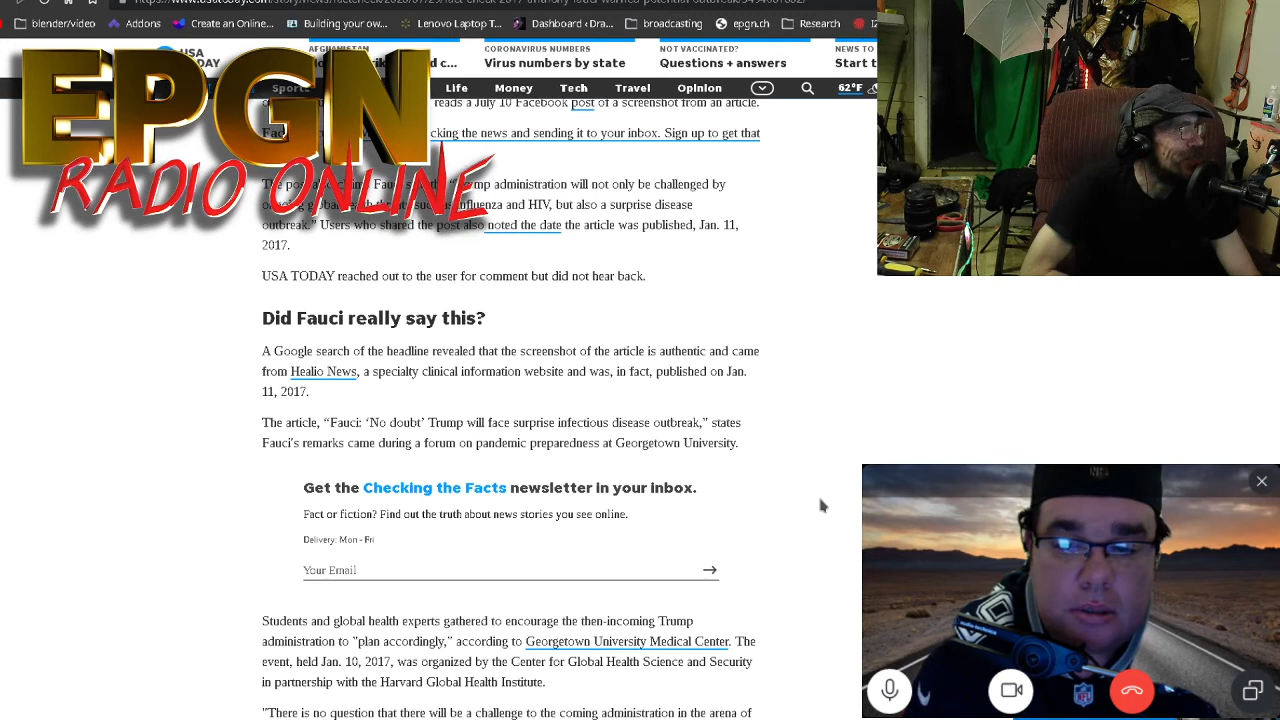 blender/video Addons Create an Online... Building your ow... Lenovo Laptop T... Dashboard ‹ Dra... broadcasting epgn.ch Research
USA
AFGHANISTAN
CORONAVIRUS NUMBERS
Virus numbers by state
NOT VACCINATED?
Questions + answers
NEWS TO
Start t
Sports Life Money Tech Travel Opinion 62°F
EPGN
RADIO ONLINE
reads a July 10 Facebook post of a screenshot from an article.
cking the news and sending it to your inbox. Sign up to get that
administration will not only be challenged by
influenza and HIV, but also a surprise disease
outbreak.” Users who shared the post also noted the date the article was published, Jan. 11,
2017.
USA TODAY reached out to the user for comment but did not hear back.
Did Fauci really say this?
A Google search of the headline revealed that the screenshot of the article is authentic and came
from Healio News, a specialty clinical information website and was, in fact, published on Jan.
11, 2017.
The article, “Fauci: ‘No doubt’ Trump will face surprise infectious disease outbreak,” states
Fauci's remarks came during a forum on pandemic preparedness at Georgetown University.
Get the Checking the Facts newsletter in your inbox.
Fact or fiction? Find out the truth about news stories you see online.
Delivery: Mon - Fri
Your Email
Students and global health experts gathered to encourage the then-incoming Trump
administration to "plan accordingly," according to Georgetown University Medical Center. The
event, held Jan. 10, 2017, was organized by the Center for Global Health Science and Security
in partnership with the Harvard Global Health Institute.
"There is no question that there will be a challenge to the coming administration in the arena of
audio-technica
NFL